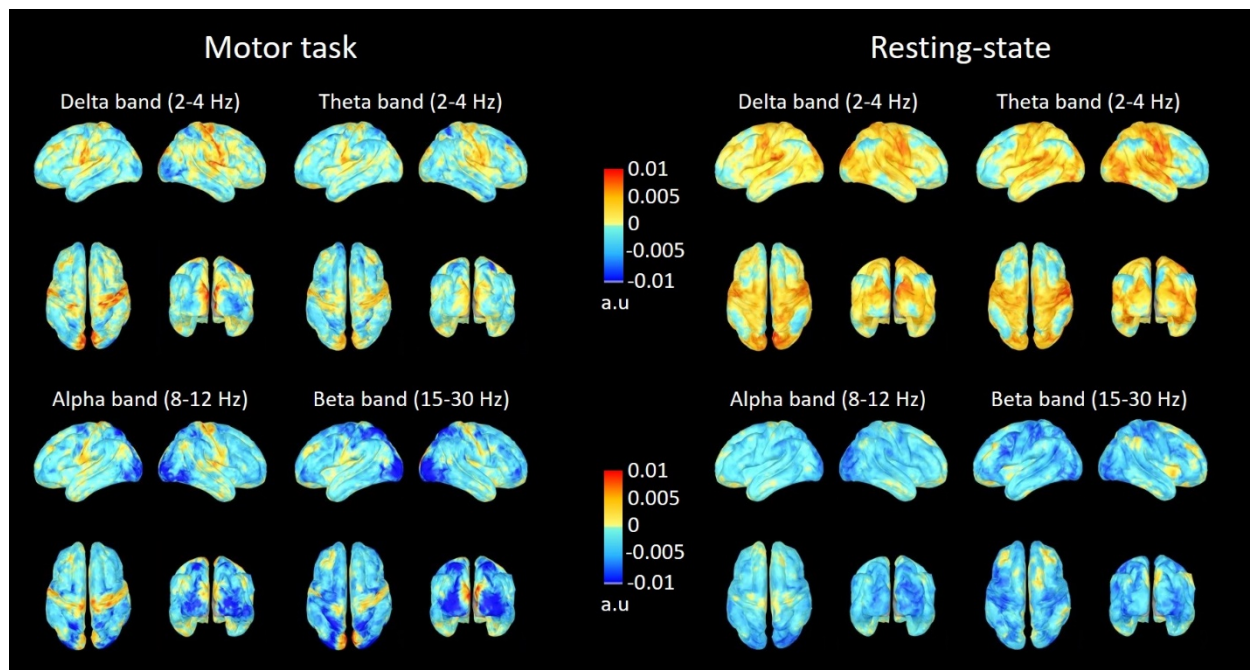 Motor task
Resting-state
Delta band (2-4 Hz)
Theta band (2-4 Hz)
Delta band (2-4 Hz)
Theta band (2-4 Hz)
0.01
0.005
0
-0.005
-0.01
a.u
Alpha band (8-12 Hz)
Beta band (15-30 Hz)
Alpha band (8-12 Hz)
Beta band (15-30 Hz)
0.01
0.005
0
-0.005
-0.01
a.u